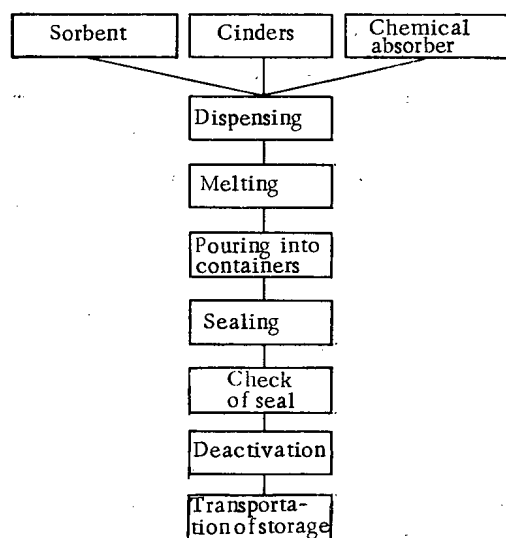 Sorbent
Cinders
Chemical
absorber
Dispensing
Melting
Pouring into
containers
Sealing
Check
of seal
Deactivation
Transporta-
tion of storage